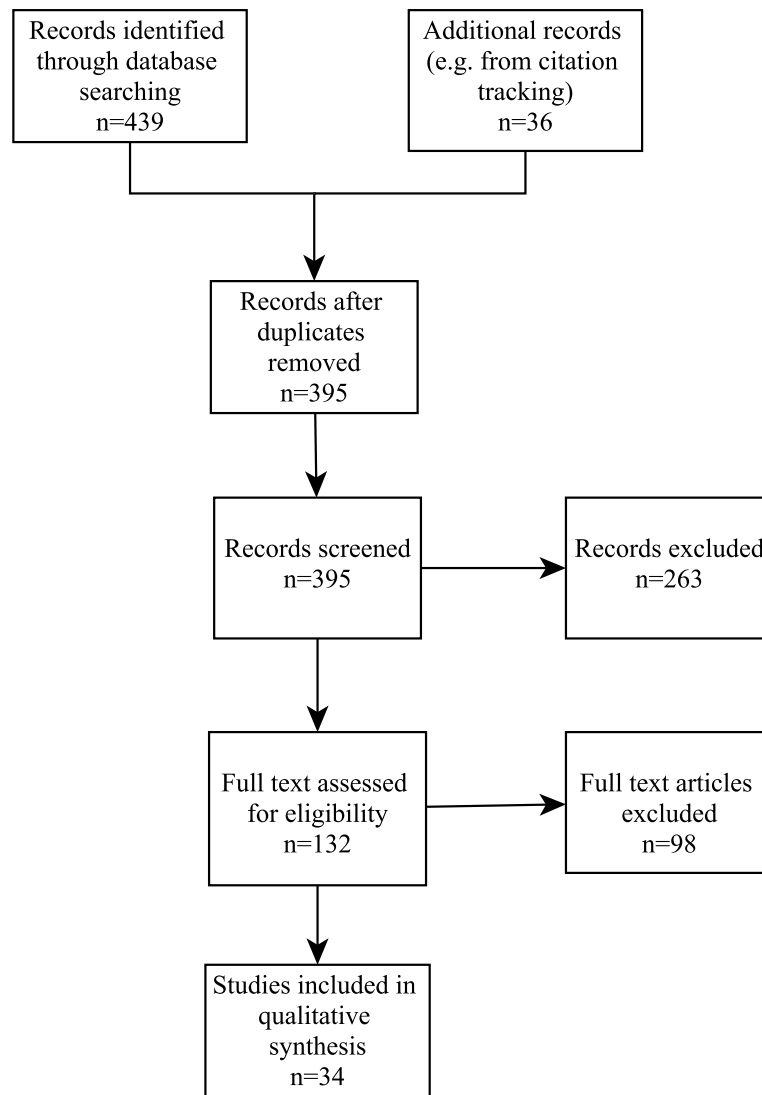 Records identified
through database
searching
n=439
Additional records
(e.g. from citation
tracking)
n=36
Records after
duplicates
removed
n=395
Records screened
n=395
Records excluded
n=263
Full text assessed
for eligibility
n=132
Full text articles
excluded
n=98
Studies included in
qualitative
synthesis
n=34